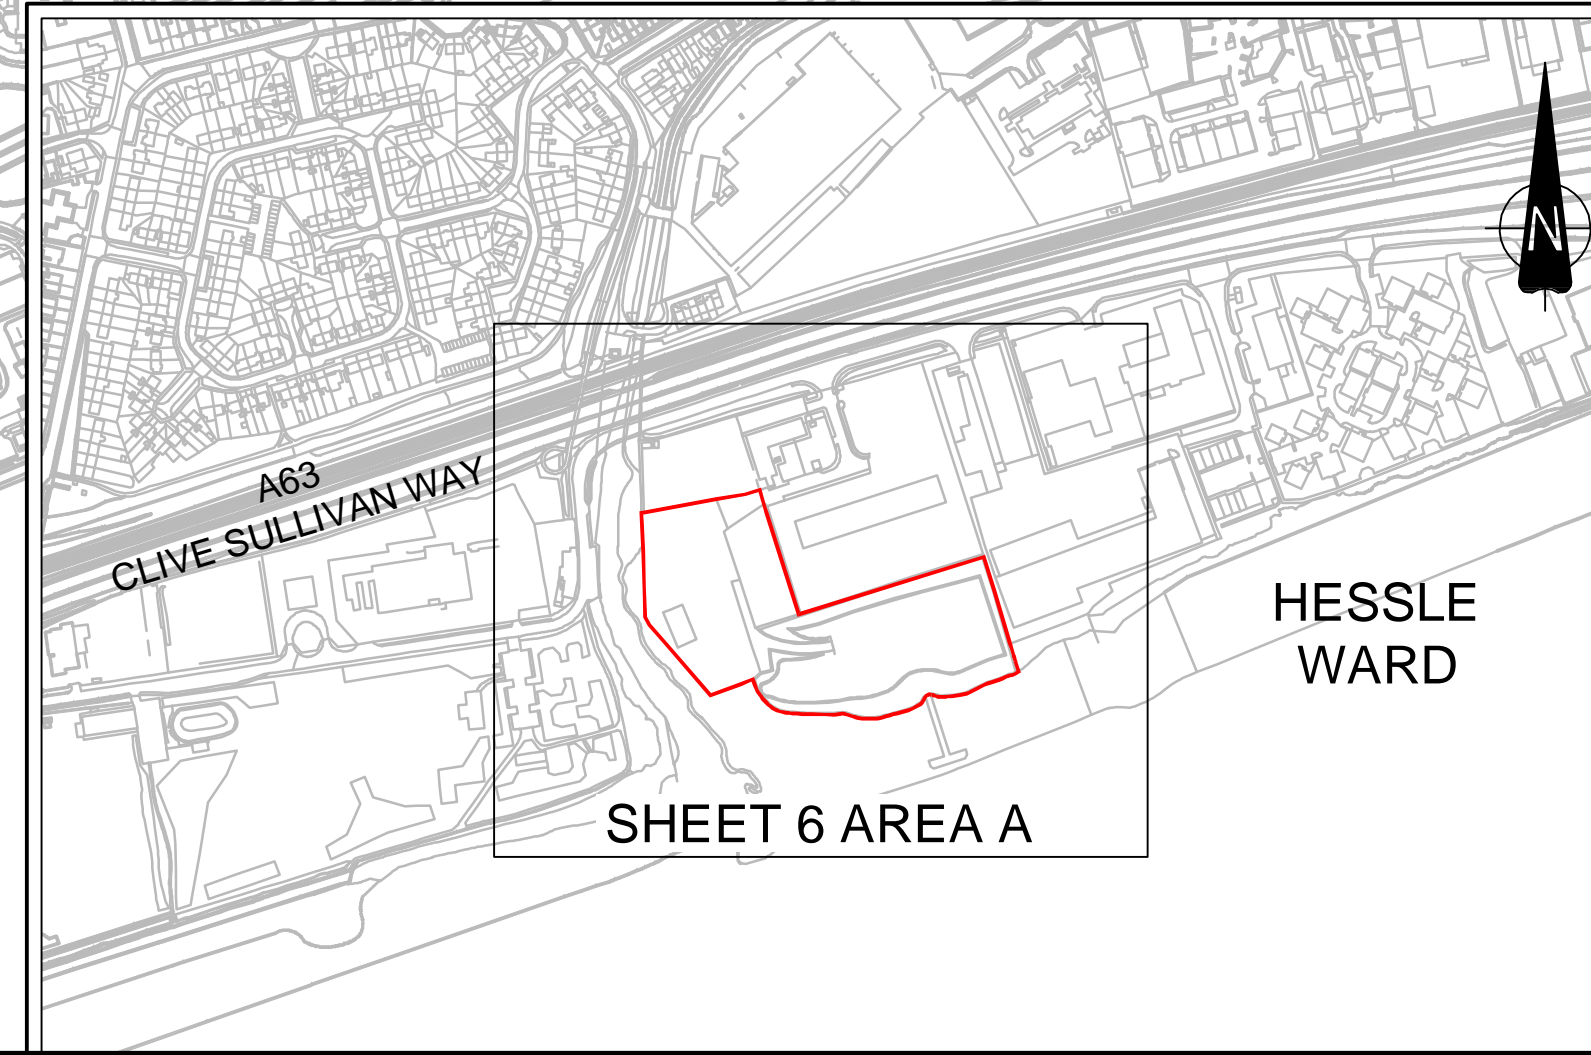 N
A63
CLIVE SULLIVAN WAY
HESSLE
WARD
SHEET 6 AREA A